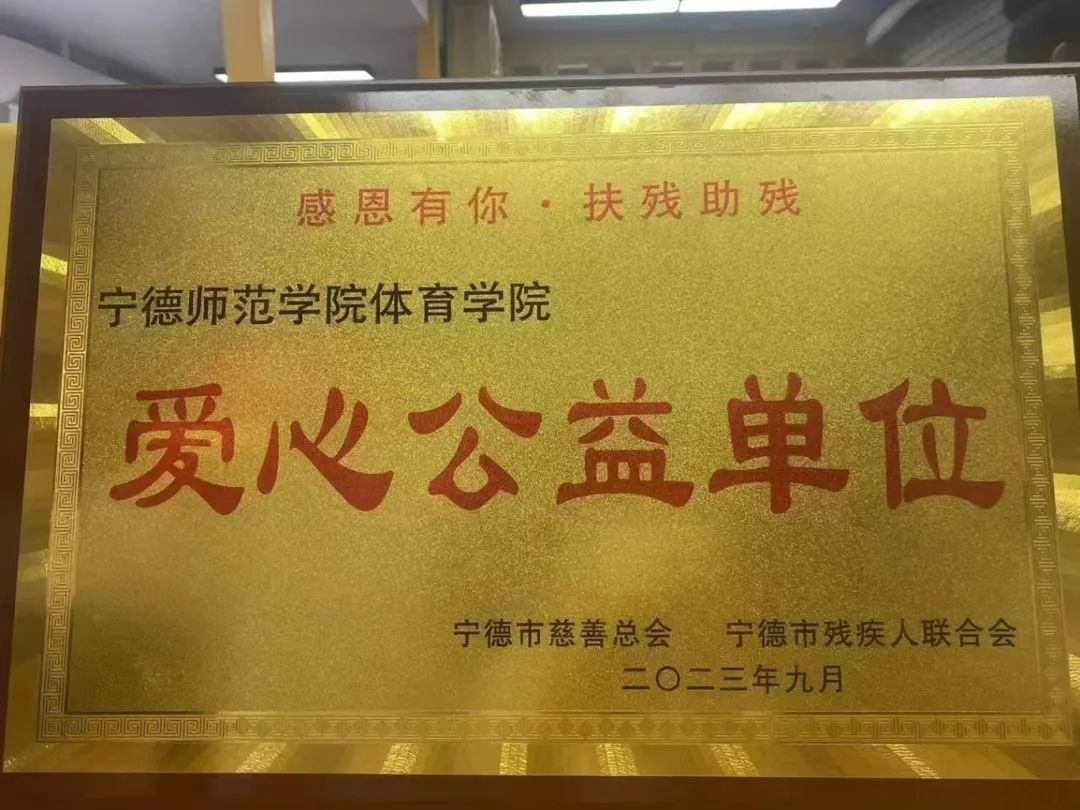 感恩有你·扶残助残
宁德师范学院体育学院
爱心公益单位
宁德市慈善总会 宁德市残疾人联合会
二〇二三年九月